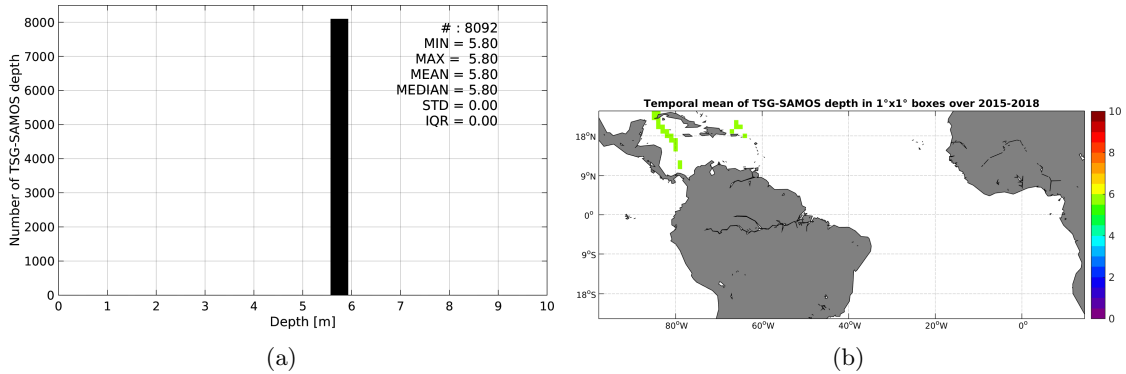 8000
7000
6000
5000
4000
3000
2000
1000
0
Number of TSG-SAMOS depth
# : 8092
MIN = 5.80
MAX = 5.80
MEAN = 5.80
MEDIAN = 5.80
STD = 0.00
IQR = 0.00
0 1 2 3 4 5 6 7 8 9 10
Depth [m]
(a)
Temporal mean of TSG-SAMOS depth in 1°x1° boxes over 2015-2018
18°N
9°N
0°
9°S
18°S
80°W 60°W 40°W 20°W 0°
10
8
6
4
2
0
(b)